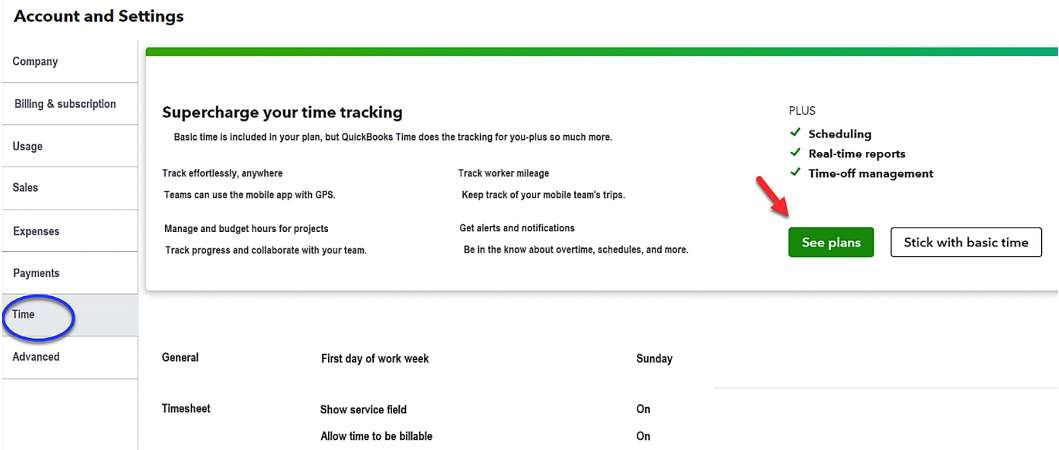 Account and Settings
Company
Billing & subscription
Usage
Sales
Expenses
Payments
Time
Advanced
Supercharge your time tracking
Basic time is included in your plan, but QuickBooks Time does the tracking for you-plus so much more.
Track effortlessly, anywhere
Teams can use the mobile app with GPS.
Track worker mileage
Keep track of your mobile team's trips.
Manage and budget hours for projects
Track progress and collaborate with your team.
Get alerts and notifications
Be in the know about overtime, schedules, and more.
PLUS
Scheduling
Real-time reports
Time-off management
See plans
Stick with basic time
General First day of work week Sunday
Timesheet Show service field On
Allow time to be billable On